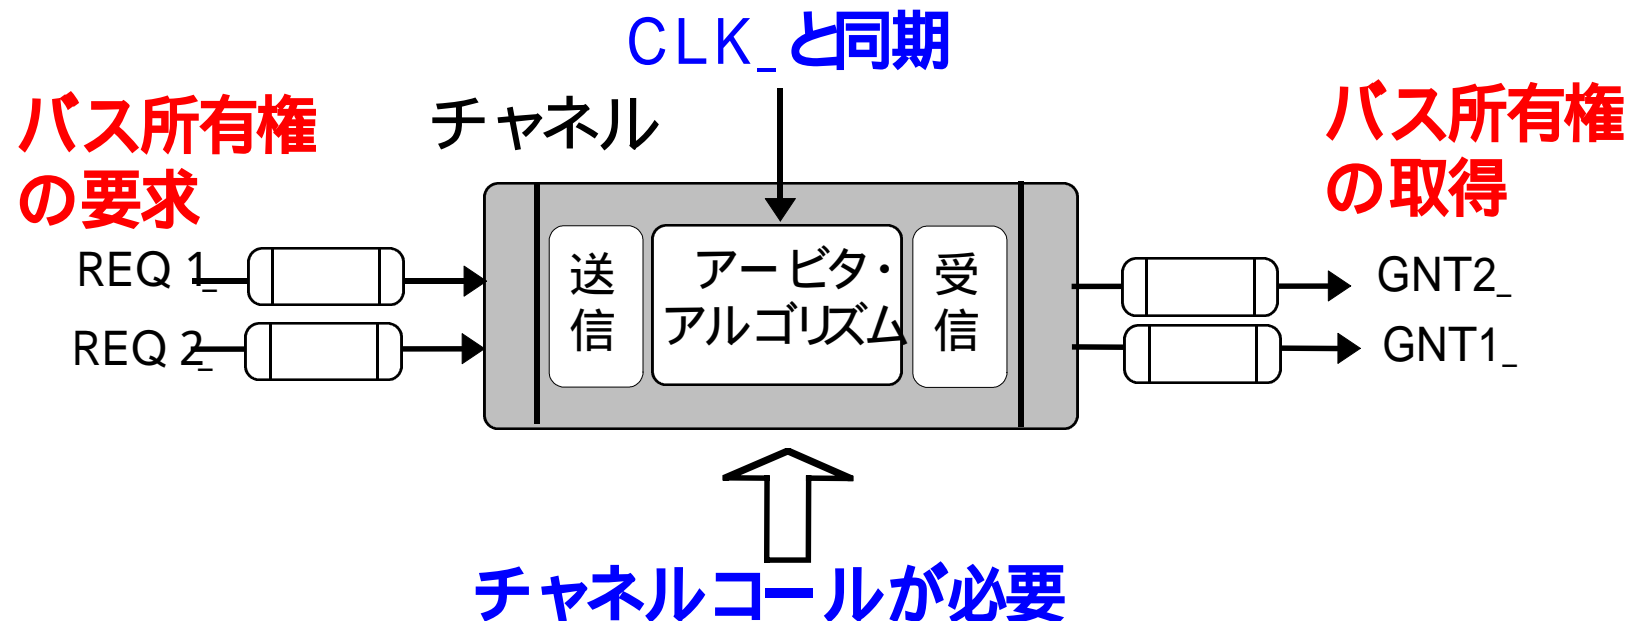 CLK_と同期
バス所有権
の要求
チャネル
バス所有権
の取得
REQ 1_
REQ 2_
送
信
アービタ・
アルゴリズム
受
信
GNT2_
GNT1_
チャネルコールが必要